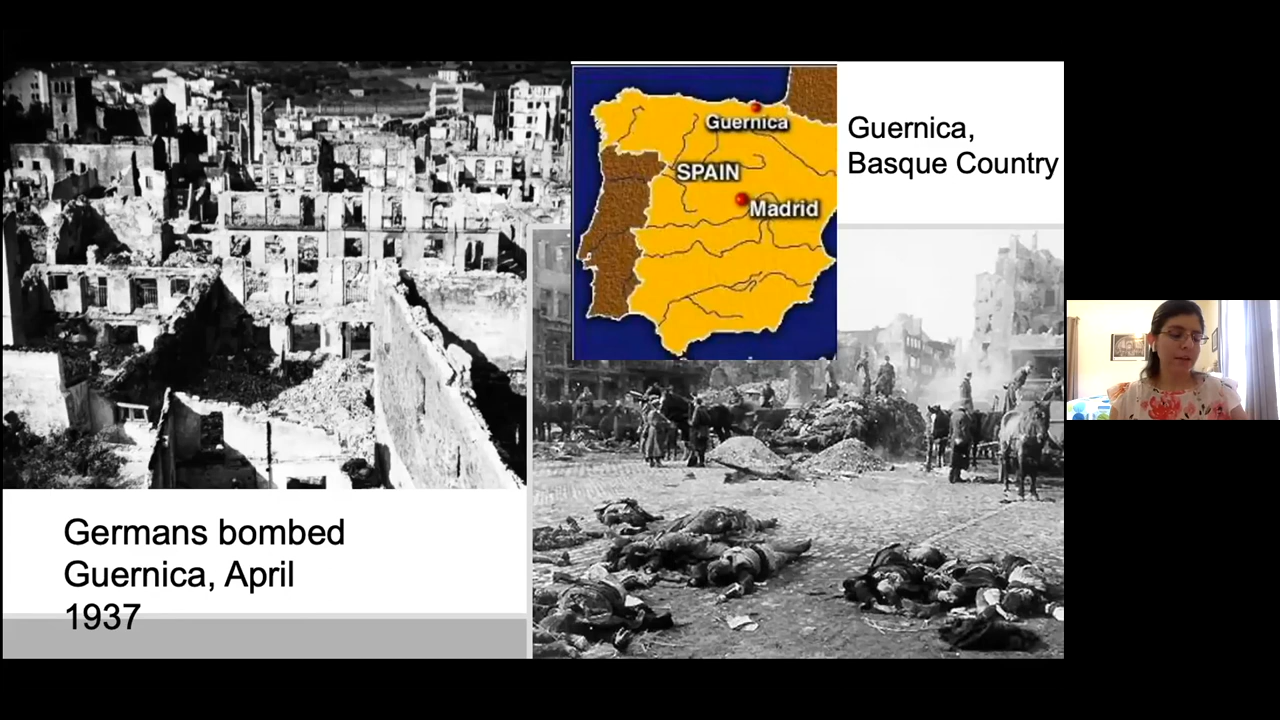 Guernica
SPAIN
Madrid
Guernica,
Basque Country
Germans bombed
Guernica, April
1937